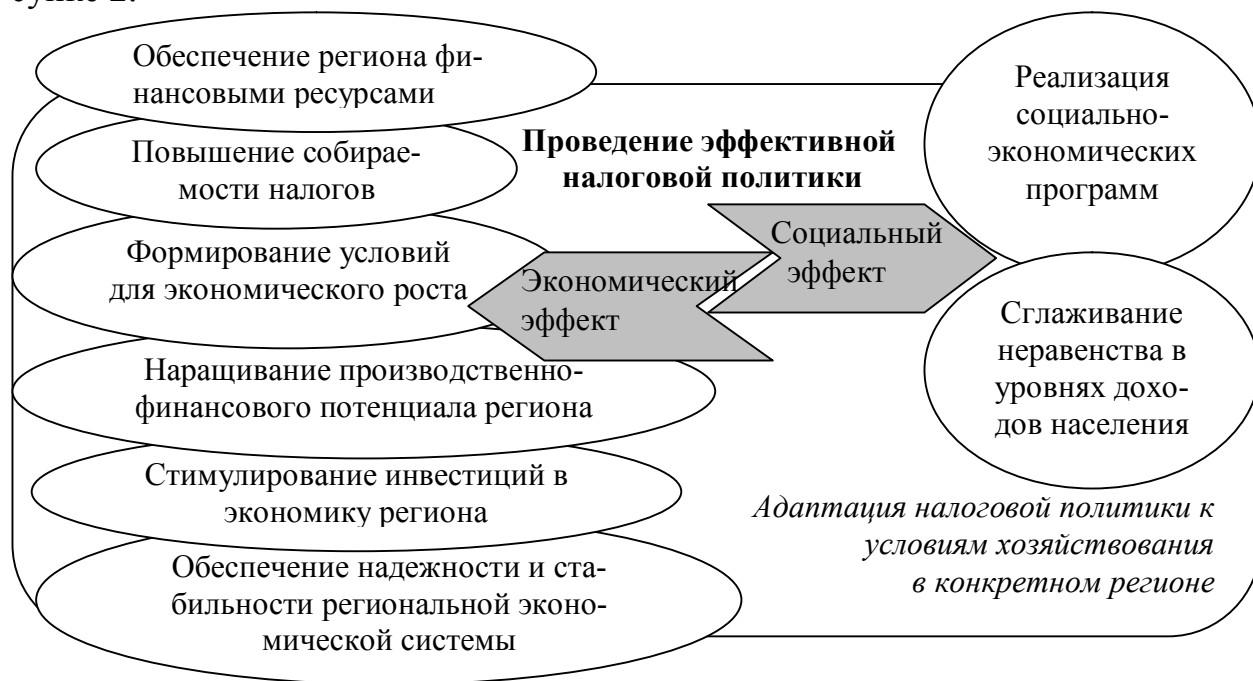 сунке 2.
Обеспечение региона фи-
нансовыми ресурсами
Повышение собирае-
мости налогов
Формирование условий
для экономического роста
Наращивание производственно-
финансового потенциала региона
Стимулирование инвестиций в
экономику региона
Обеспечение надежности и ста-
бильности региональной эконо-
мической системы
Проведение эффективной
налоговой политики
Экономический
эффект
Социальный
эффект
Реализация
социально-
экономических
программ
Сглаживание
неравенства в
уровнях дохо-
дов населения
Адаптация налоговой политики к
условиям хозяйствования
в конкретном регионе